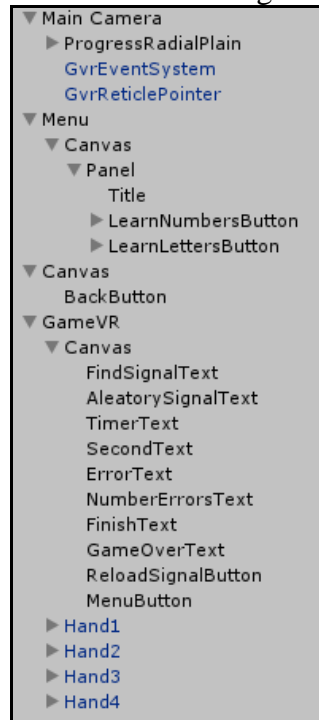 Main Camera
ProgressRadialPlain
GvrEventSystem
GvrReticlePointer
Menu
Canvas
Panel
Title
LearnNumbersButton
LearnLettersButton
Canvas
BackButton
GameVR
Canvas
FindSignalText
AleatorySignalText
TimerText
SecondText
ErrorText
NumberErrorsText
FinishText
GameOverText
ReloadSignalButton
MenuButton
Hand1
Hand2
Hand3
Hand4